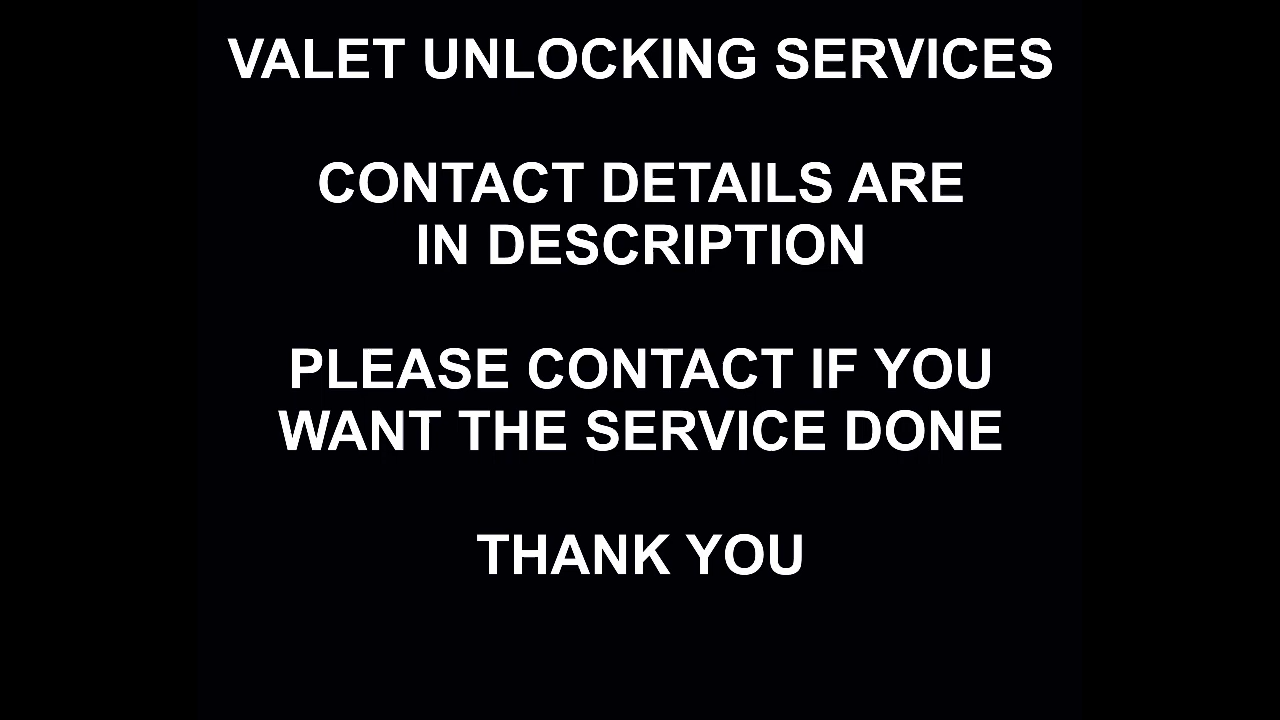 VALET UNLOCKING SERVICES
CONTACT DETAILS ARE
IN DESCRIPTION
PLEASE CONTACT IF YOU
WANT THE SERVICE DONE
THANK YOU